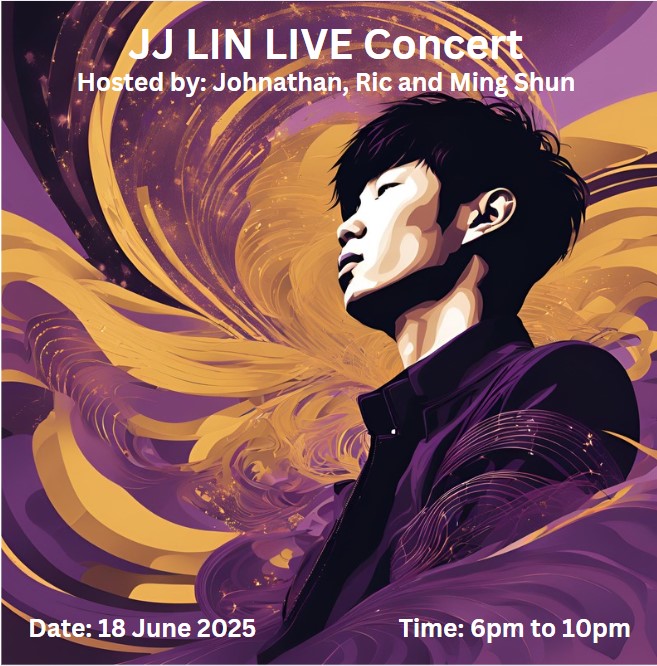 JJ LIN LIVE Concert
Hosted by: Johnathan, Ric and Ming Shun
Date: 18 June 2025
Time: 6pm to 10pm